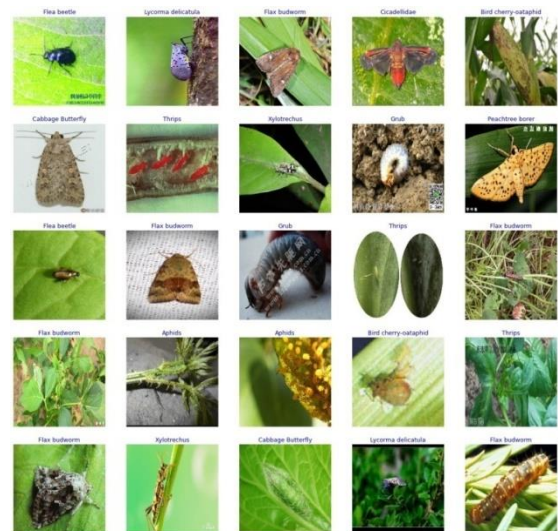 Flea beetle
Lycorma delicatula
Flax budworm
Cicadellidae
Bird cherry-oataphid
Cabbage Butterfly
Thrips
Xylotrechus
Grub
Peachtree borer
Flea beetle
Flax budworm
Grub
Thrips
Flax budworm
Flax budworm
Aphids
Aphids
Bird cherry-oataphid
Thrips
Flax budworm
Xylotrechus
Cabbage Butterfly
Lycorma delicatula
Flax budworm